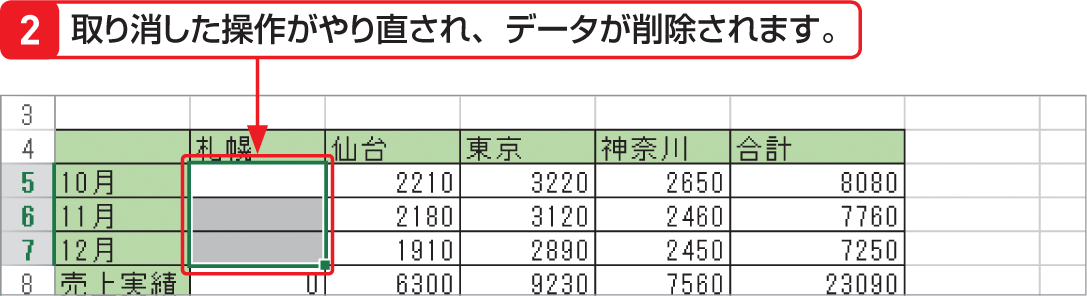 2 取り消した操作がやり直され、データが削除されます。
3
4 札幌 仙台 東京 神奈川 合計
5 10月 2210 3220 2650 8080
6 11月 2180 3120 2460 7760
7 12月 1910 2890 2450 7250
8 売上実績 0 6300 9230 7560 23090